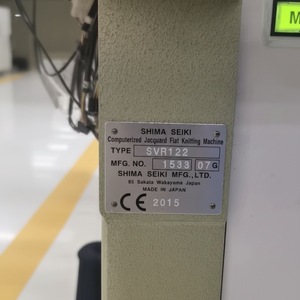 SHIMA SEIKI
Computerized Jacquard Flat Knitting Machine
TYPE SVR122
MFG. NO. 1533 07 G
SHIMA SEIKI MFG., LTD.
85 Sakata Wakayama Japan
MADE IN JAPAN
CE 2015
M